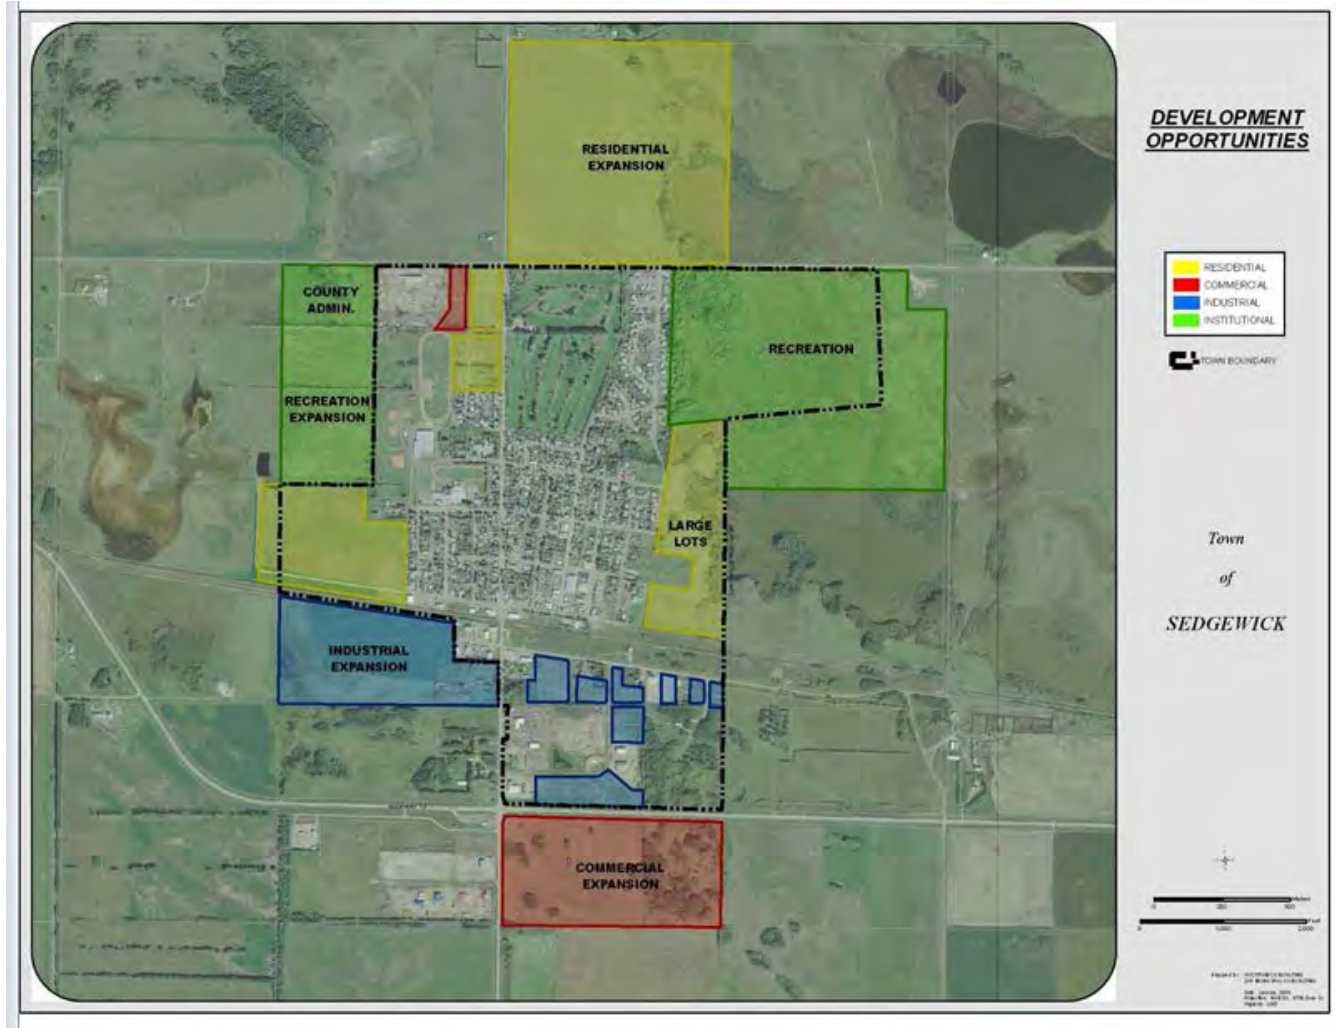 DEVELOPMENT
OPPORTUNITIES
RESIDENTIAL
EXPANSION
COUNTY
ADMIN.
RECREATION
RECREATION
EXPANSION
LARGE
LOTS
INDUSTRIAL
EXPANSION
COMMERCIAL
EXPANSION
RESIDENTIAL
COMMERCIAL
INDUSTRIAL
INSTITUTIONAL
TOWN BOUNDARY
Town
of
SEDGEWICK